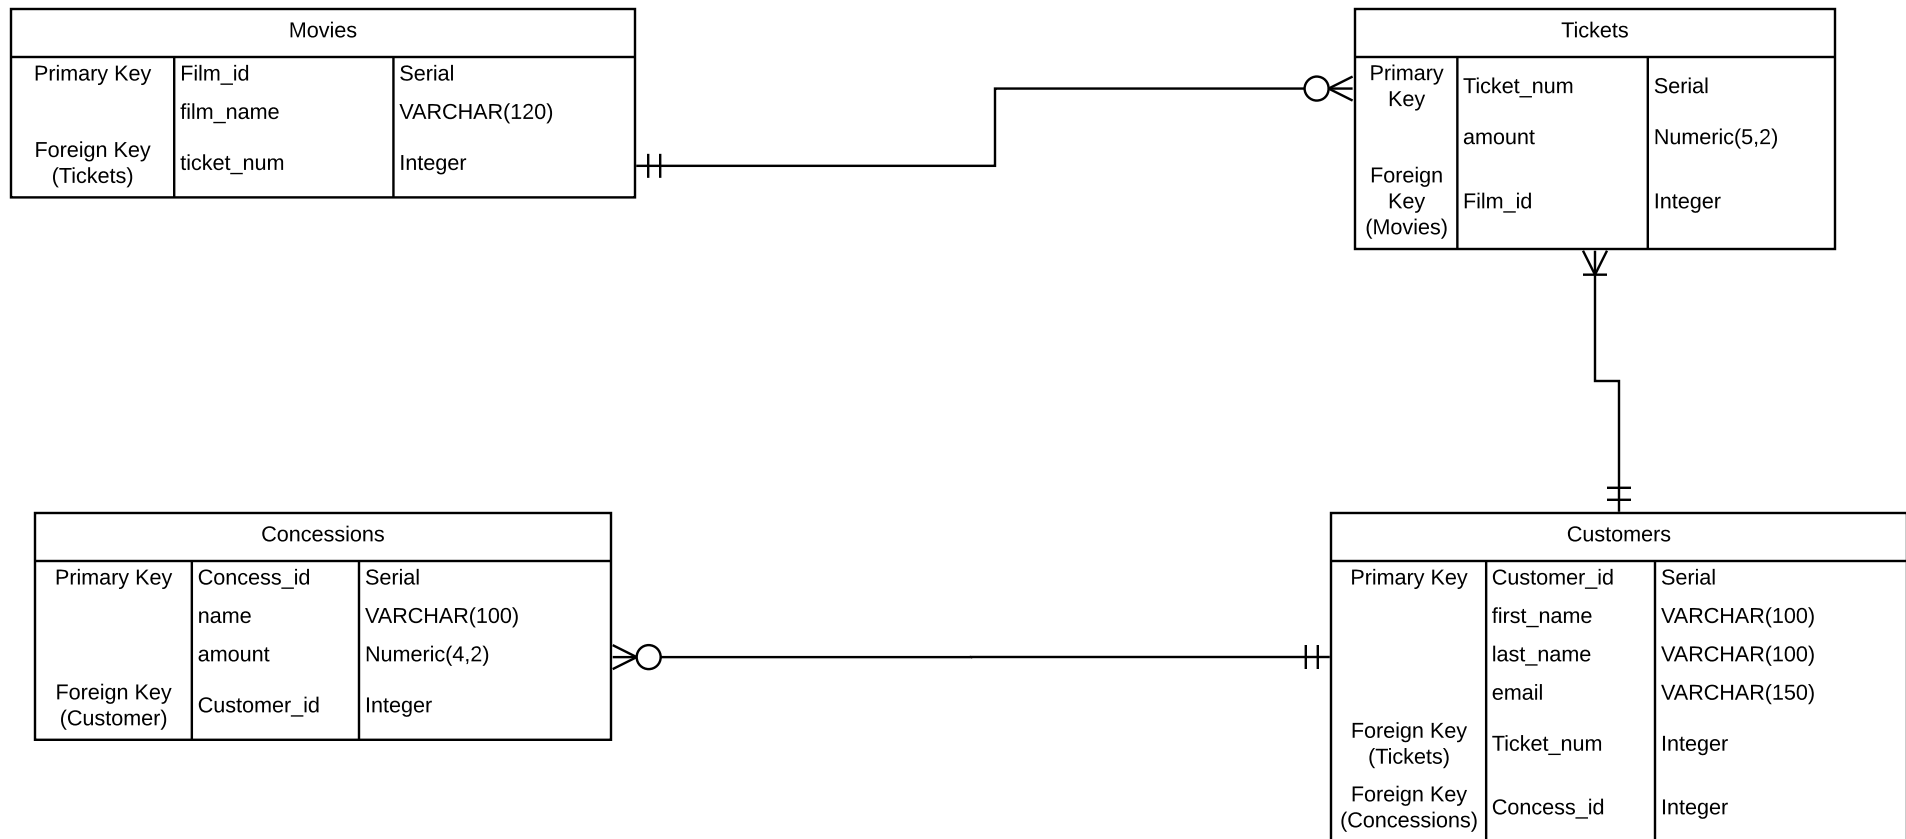 Movies
Primary Key Film_id Serial
film_name VARCHAR(120)
Foreign Key
(Tickets) ticket_num Integer
Tickets
Primary
Key Ticket_num Serial
amount Numeric(5,2)
Foreign
Key
(Movies) Film_id Integer
Concessions
Primary Key Concess_id Serial
name VARCHAR(100)
amount Numeric(4,2)
Foreign Key
(Customer) Customer_id Integer
Customers
Primary Key Customer_id Serial
first_name VARCHAR(100)
last_name VARCHAR(100)
email VARCHAR(150)
Foreign Key
(Tickets) Ticket_num Integer
Foreign Key
(Concessions) Concess_id Integer